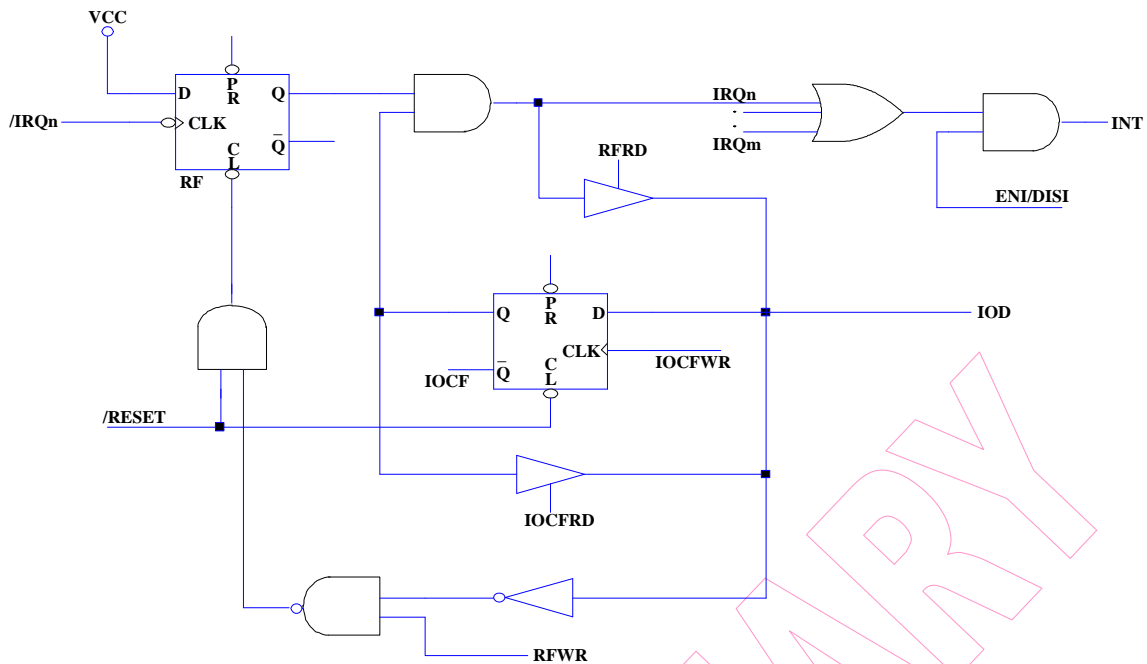 VCC
D
P
R
Q
/IRQn
CLK
C
L
Q
RF
IRQn
IRQm
INT
RFRD
ENI/DISI
Q
P
R
D
IOD
CLK
IOCFWR
C
L
Q
IOCF
/RESET
IOCFRD
RFWR